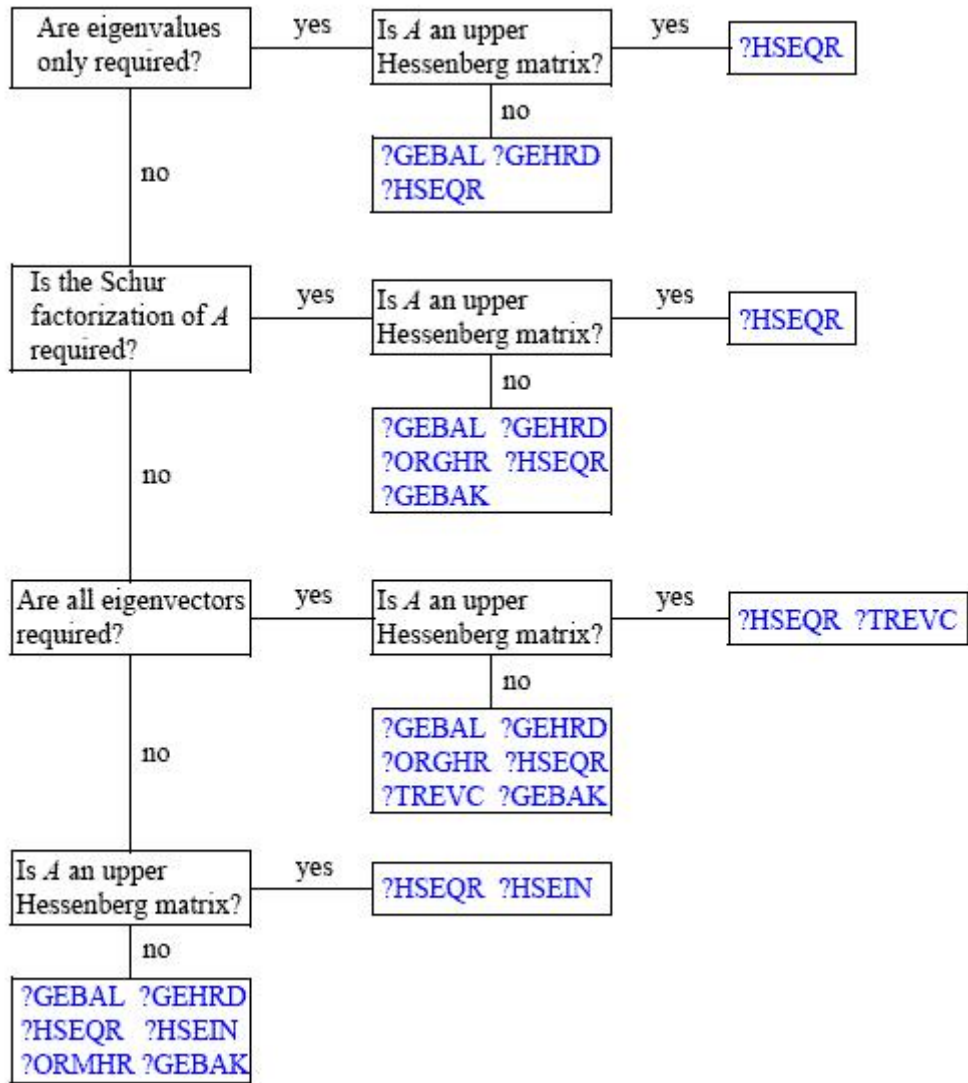 Are eigenvalues
only required?
yes
Is A an upper
Hessenberg matrix?
yes
?HSEQR
no
?GEBAL ?GEHRD
?HSEQR
no
Is the Schur
factorization of A
required?
yes
Is A an upper
Hessenberg matrix?
yes
?HSEQR
no
?GEBAL ?GEHRD
?ORGHR ?HSEQR
?GEBAK
no
Are all eigenvectors
required?
yes
Is A an upper
Hessenberg matrix?
yes
?HSEQR ?TREVC
no
?GEBAL ?GEHRD
?ORGHR ?HSEQR
?TREVC ?GEBAK
no
Is A an upper
Hessenberg matrix?
yes
?HSEQR ?HSEIN
no
?GEBAL ?GEHRD
?HSEQR ?HSEIN
?ORMHR ?GEBAK